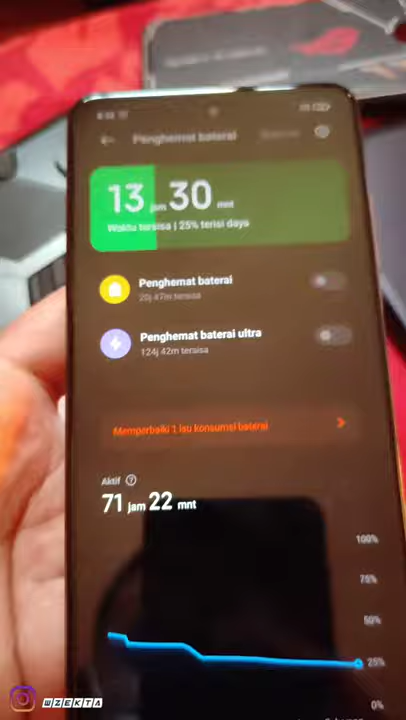 Penghemat baterai
13 jam 30 mnt
Waktu tersisa | 25% terisi daya
Penghemat baterai
20j 47m tersisa
Penghemat baterai ultra
124j 42m tersisa
Memperbaiki 1 isu konsumsi baterai
Aktif
71 jam 22 mnt
100%
75%
50%
25%
0%
WZEKTA